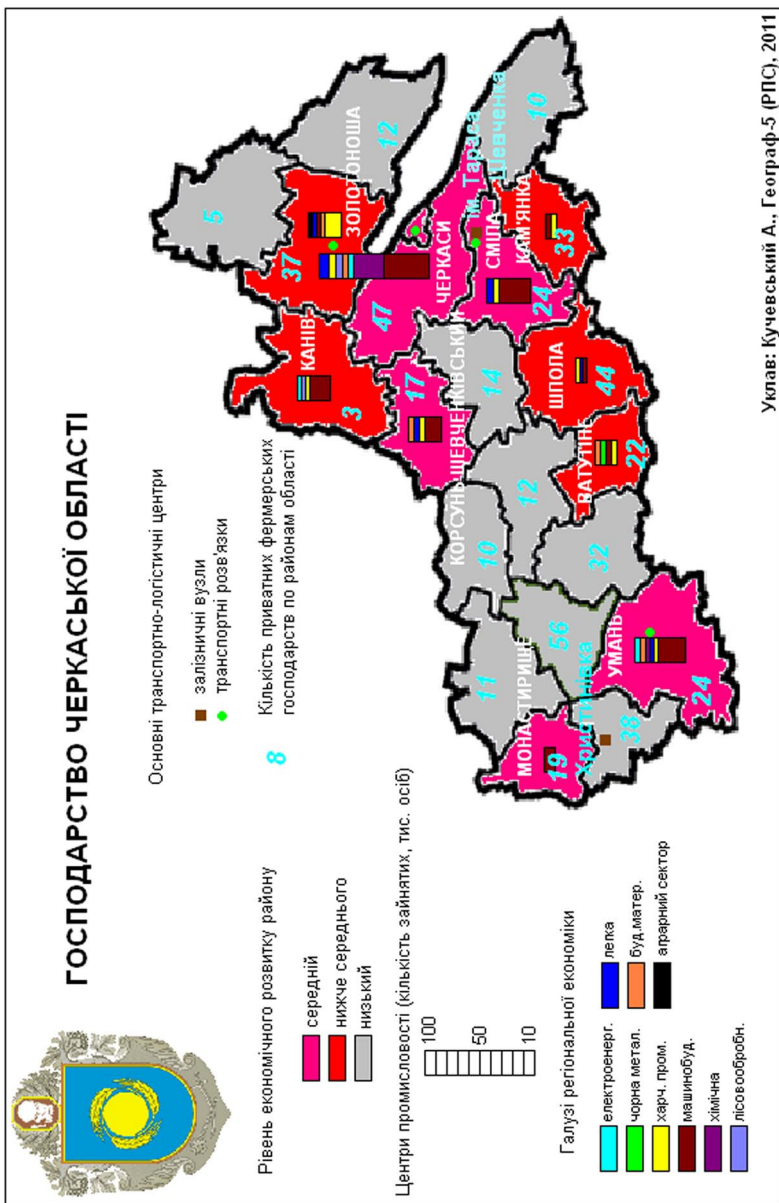 ГОСПОДАРСТВО ЧЕРКАСЬКОЇ ОБЛАСТІ
Основні транспортно-логістичні центри
залізничні вузли
транспортні розв'язки
8
Кількість приватних фермерських
господарств по районам області
Рівень економічного розвитку району
середній
нижче середнього
низький
Центри промисловості (кількість зайнятих, тис. осіб)
100
50
10
Галузі регіональної економіки
електроенерг.
чорна метал.
харч. пром.
машинобуд.
хімічна
лісовообробн.
легка
буд.матер.
аграрний сектор
5
12
ЗОЛОТОНОША
37
КАНІВ
3
47
ЧЕРКАСИ
ім. Тараса
Шевченка
10
СМІЛА
24
КАМ'ЯНКА
33
17
КОРСУНЬ-ШЕВЧЕНКІВСЬКИЙ
14
ШПОЛА
44
ВАТУТІНЕ
22
12
10
32
11
56
МОНАСТИРИЩЕ
19
Христинівка
38
УМАНЬ
24
Уклав: Кучевський А., Географ-5 (РПС), 2011